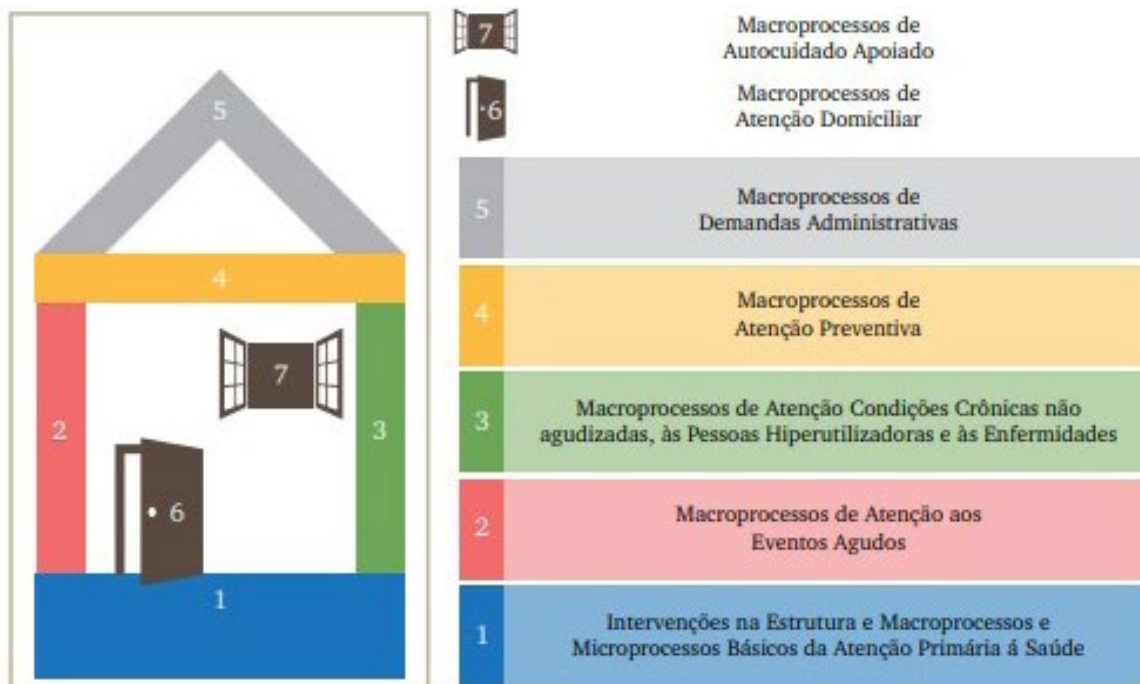 5
4
2
7
3
6
1
7
Macroprocessos de
Autocuidado Apoiado
6
Macroprocessos de
Atenção Domiciliar
5
Macroprocessos de
Demandas Administrativas
4
Macroprocessos de
Atenção Preventiva
3
Macroprocessos de Atenção Condições Crônicas não
agudizadas, às Pessoas Hiperutilizadoras e às Enfermidades
2
Macroprocessos de Atenção aos
Eventos Agudos
1
Intervenções na Estrutura e Macroprocessos e
Microprocessos Básicos da Atenção Primária á Saúde